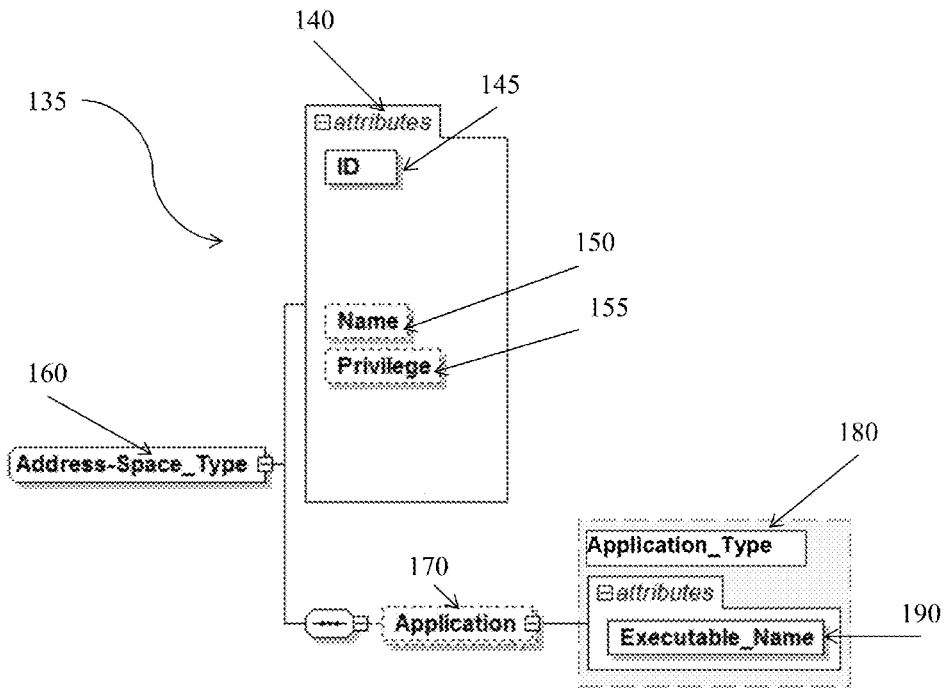 140
145
135
attributes
ID
150
155
Name
Privilege
160
180
Address-Space_Type
Application_Type
170
attributes
190
Application
Executable_Name